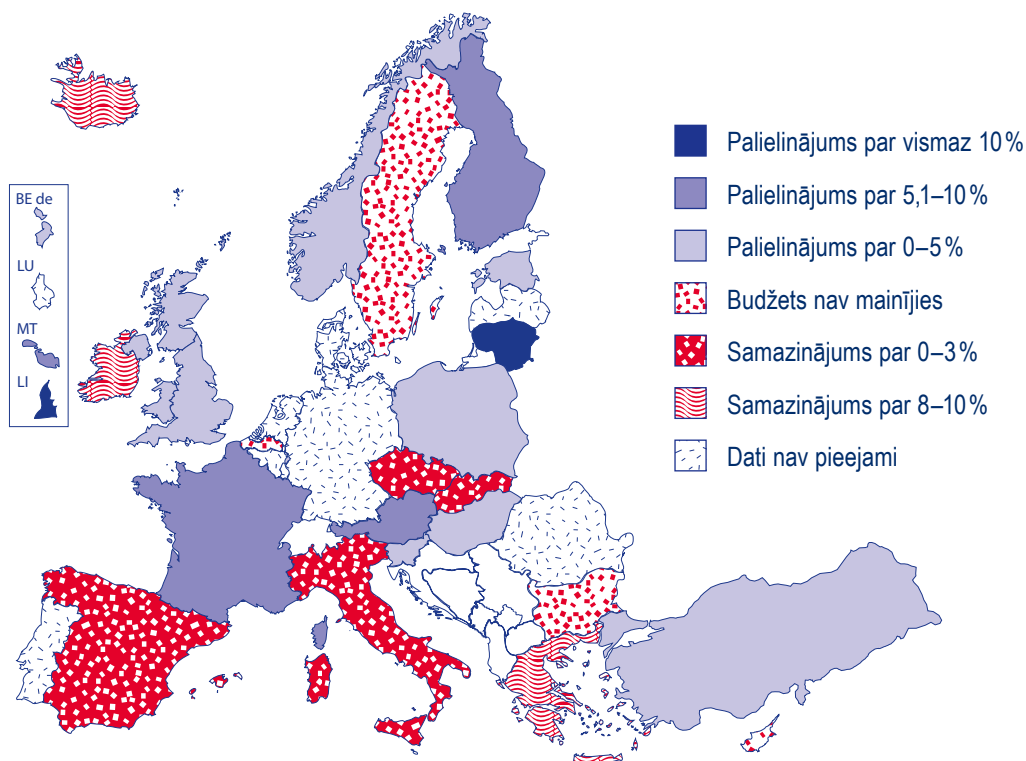 BE de
LU
MT
LI
Palielinājums par vismaz 10%
Palielinājums par 5,1–10%
Palielinājums par 0–5%
Budžets nav mainījies
Samazinājums par 0–3%
Samazinājums par 8–10%
Dati nav pieejami